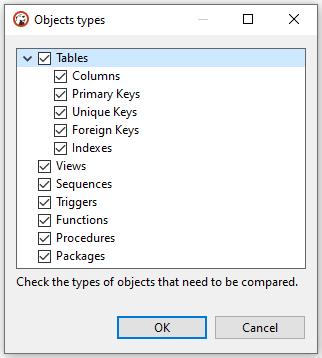 Objects types
Tables
Columns
Primary Keys
Unique Keys
Foreign Keys
Indexes
Views
Sequences
Triggers
Functions
Procedures
Packages
Check the types of objects that need to be compared.
OK Cancel